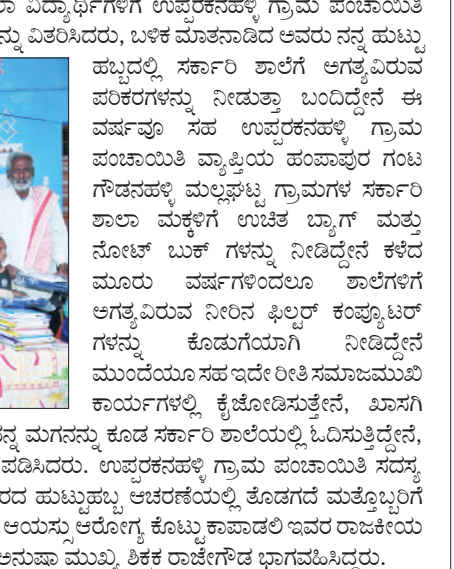 ವಿದ್ಯಾರ್ಥಿಗಳಿಗೆ ಉಪ್ಪರಕನಹಳ್ಳಿ ಗ್ರಾಮ ಪಂಚಾಯಿತಿ
ವಿತರಿಸಿದರು, ಬಳಿಕ ಮಾತನಾಡಿದ ಅವರು ನನ್ನ ಹುಟ್ಟು
ಹಬ್ಬದಲ್ಲಿ ಸರ್ಕಾರಿ ಶಾಲೆಗೆ ಅಗತ್ಯವಿರುವ
ಪರಿಕರಗಳನ್ನು ನೀಡುತ್ತಾ ಬಂದಿದ್ದೇನೆ ಈ
ವರ್ಷವೂ ಸಹ ಉಪ್ಪರಕನಹಳ್ಳಿ ಗ್ರಾಮ
ಪಂಚಾಯಿತಿ ವ್ಯಾಪ್ತಿಯ ಹಂಪಾಪುರ ಗಂಟ
ಗೌಡನಹಳ್ಳಿ ಮಲ್ಲಘಟ್ಟ ಗ್ರಾಮಗಳ ಸರ್ಕಾರಿ
ಶಾಲಾ ಮಕ್ಕಳಿಗೆ ಉಚಿತ ಬ್ಯಾಗ್ ಮತ್ತು
ನೋಟ್ ಬುಕ್ ಗಳನ್ನು ನೀಡಿದ್ದೇನೆ ಕಳೆದ
ಮೂರು ವರ್ಷಗಳಿಂದಲೂ ಶಾಲೆಗಳಿಗೆ
ಅಗತ್ಯವಿರುವ ನೀರಿನ ಫಿಲ್ಟರ್ ಕಂಪ್ಯೂಟರ್
ಗಳನ್ನು ಕೊಡುಗೆಯಾಗಿ ನೀಡಿದ್ದೇನೆ
ಮುಂದೆಯೂ ಸಹ ಇದೇ ರೀತಿ ಸಮಾಜಮುಖಿ
ಕಾರ್ಯಗಳಲ್ಲಿ ಕೈಜೋಡಿಸುತ್ತೇನೆ, ಖಾಸಗಿ
ಮಗನನ್ನು ಕೂಡ ಸರ್ಕಾರಿ ಶಾಲೆಯಲ್ಲಿ ಓದಿಸುತ್ತಿದ್ದೇನೆ,
ಪಡಿಸಿದರು. ಉಪ್ಪರಕನಹಳ್ಳಿ ಗ್ರಾಮ ಪಂಚಾಯಿತಿ ಸದಸ್ಯ
ರದ ಹುಟ್ಟುಹಬ್ಬ ಆಚರಣೆಯಲ್ಲಿ ತೊಡಗದೆ ಮತ್ತೊಬ್ಬರಿಗೆ
ಆಯಸ್ಸು ಆರೋಗ್ಯ ಕೊಟ್ಟು ಕಾಪಾಡಲಿ ಇವರ ರಾಜಕೀಯ
ಅನುಷಾ ಮುಖ್ಯ ಶಿಕ್ಷಕ ರಾಜೇಗೌಡ ಭಾಗವಹಿಸಿದ್ದರು.